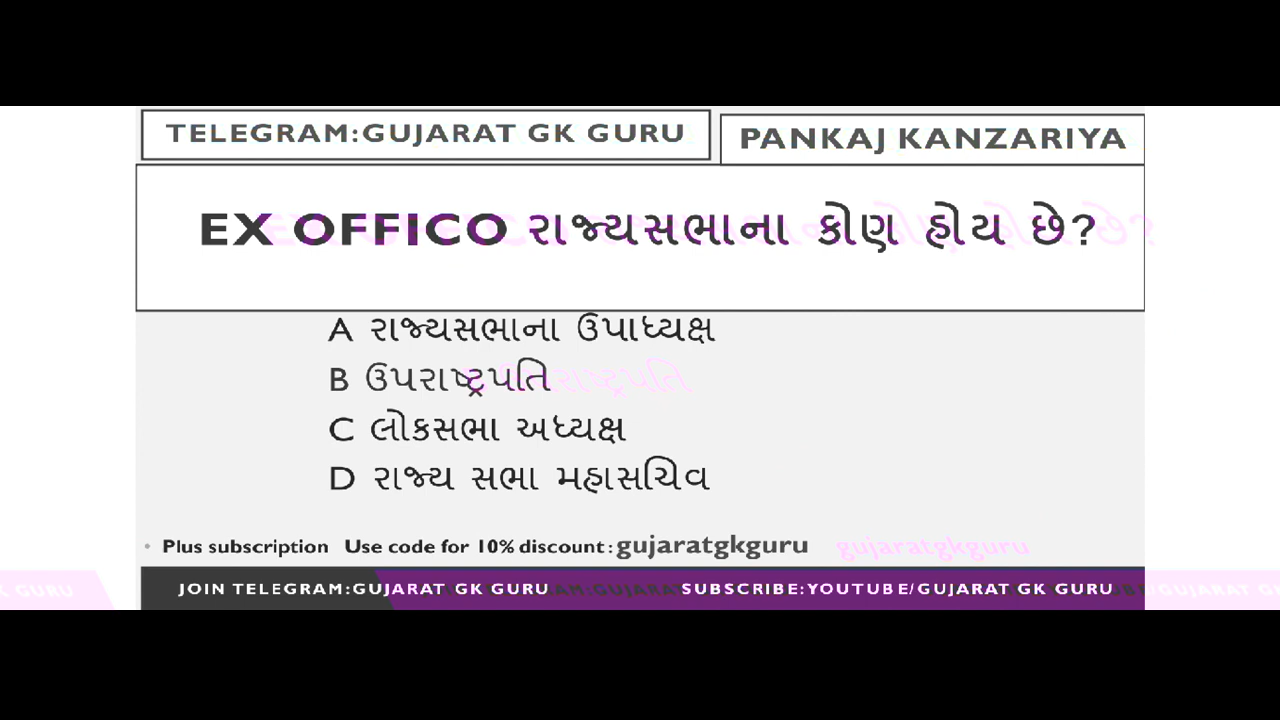 TELEGRAM:GUJARAT GK GURU
PANKAJ KANZARIYA
EX OFFICO રાજ્યસભાના કોણ હોય છે?
A રાજ્યસભાના ઉપાધ્યક્ષ
B ઉપરાષ્ટ્રપતિ
C લોકસભા અધ્યક્ષ
D રાજ્ય સભા મહાસચિવ
• Plus subscription Use code for 10% discount : gujaratgkguru
JOIN TELEGRAM:GUJARAT GK GURU SUBSCRIBE:YOUTUBE/GUJARAT GK GURU